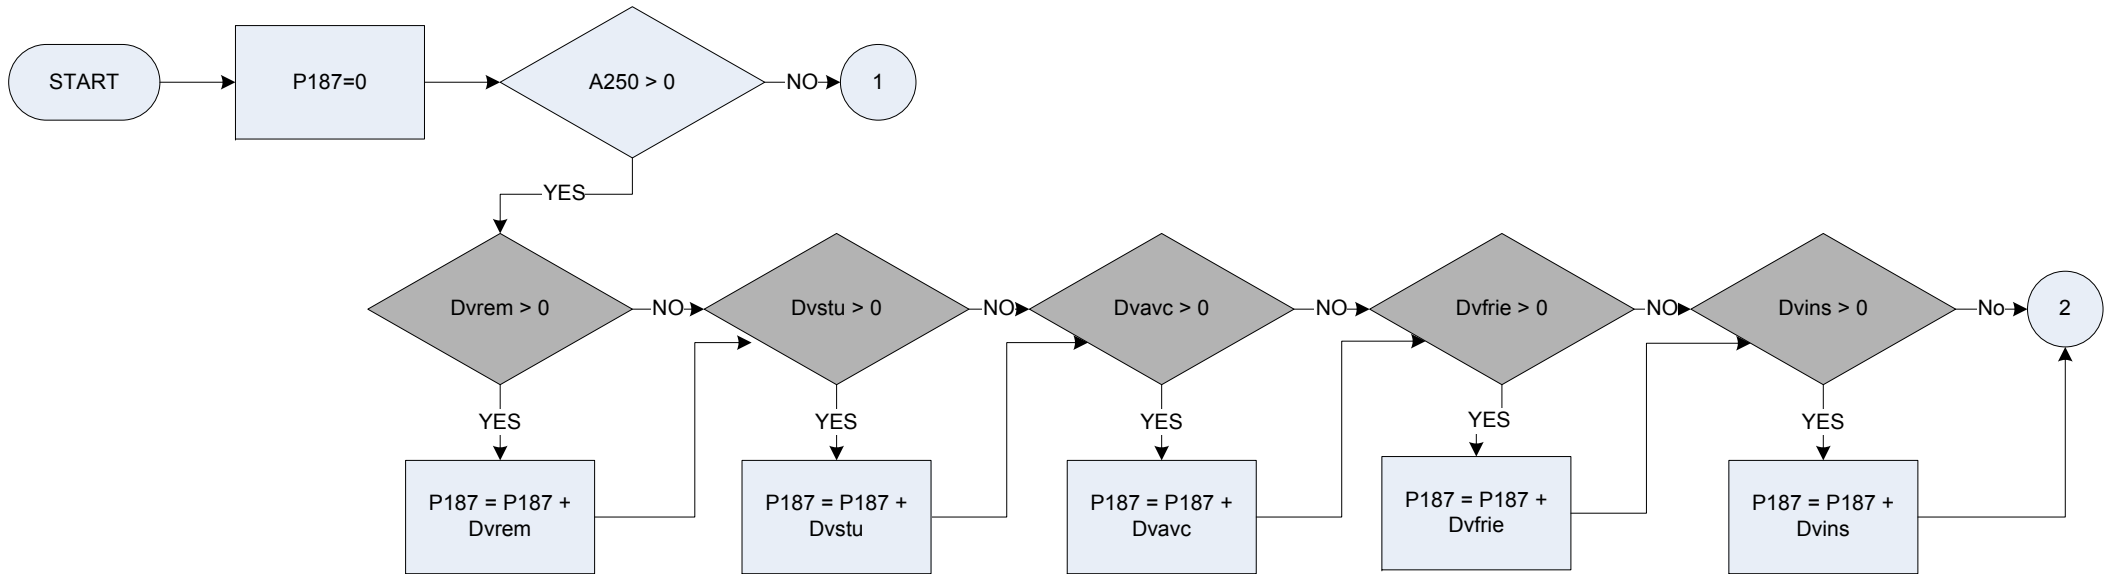 START
P187=0
A250 > 0
NO
1
YES
Dvrem > 0
NO
Dvstu > 0
NO
Dvavc > 0
NO
Dvfrie > 0
NO
Dvins > 0
No
2
YES
YES
YES
YES
YES
P187 = P187 +
Dvrem
P187 = P187 +
Dvstu
P187 = P187 +
Dvavc
P187 = P187 +
Dvfrie
P187 = P187 +
Dvins